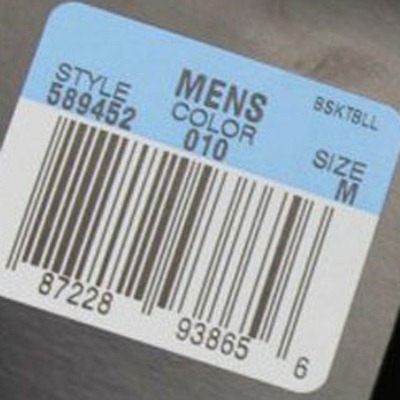 STYLE MENS BSKTBLL
589452 COLOR SIZE
010 M
87228 93865 6